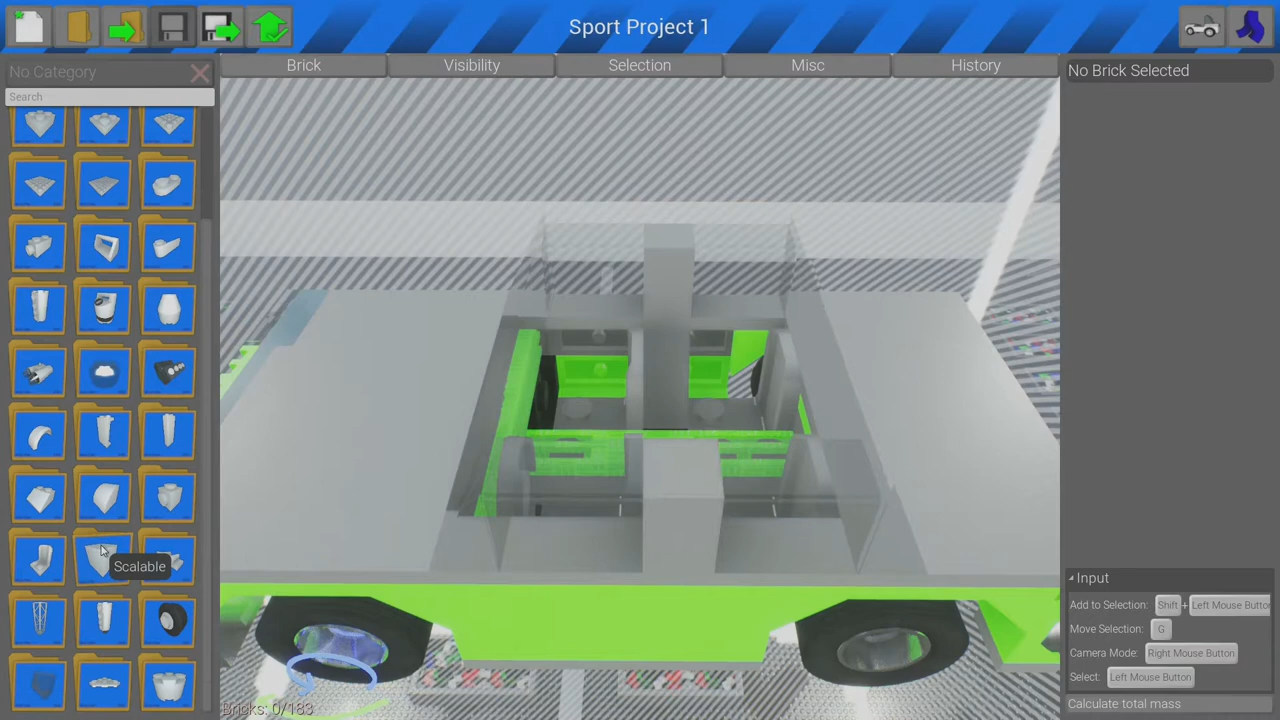 Sport Project 1
No Category
Search
Brick
Visibility
Selection
Misc
History
Scalable
Bricks: 0/183
No Brick Selected
Input
Add to Selection: Shift + Left Mouse Button
Move Selection: G
Camera Mode: Right Mouse Button
Select: Left Mouse Button
Calculate total mass